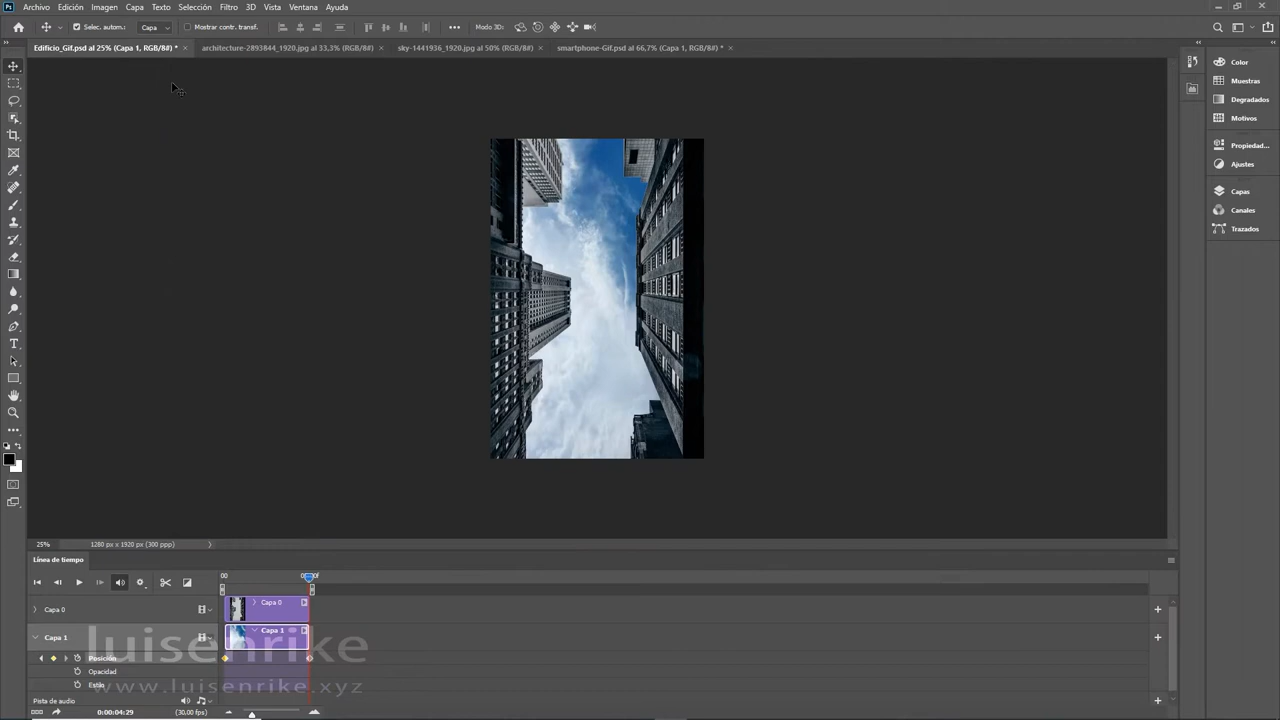 Ps Archivo Edición Imagen Capa Texto Selección Filtro 3D Vista Ventana Ayuda
Selec. autom.: Capa Mostrar contr. transf. Modo 3D:
Edificio_Gif.psd al 25% (Capa 1, RGB/8#) * × architecture-2893844_1920.jpg al 33,3% (RGB/8#) × sky-1441936_1920.jpg al 50% (RGB/8#) × smartphone-Gif.psd al 66,7% (Capa 1, RGB/8#) * ×
Color
Muestras
Degradados
Motivos
Propiedad...
Ajustes
Capas
Canales
Trazados
25% 1280 px x 1920 px (300 ppp)
Línea de tiempo
00
Capa 0 Capa 0
Capa 1 Capa 1
luisenrike
Posición
Opacidad
Estilo
www.luisenrike.xyz
Pista de audio
0:00:04:29 (30,00 fps)